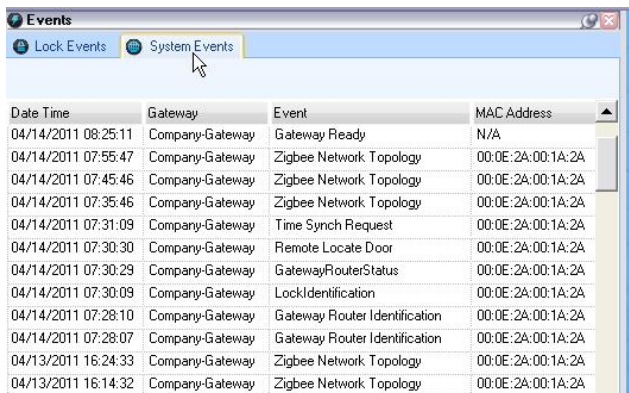 Events
Lock Events System Events
Date Time Gateway Event MAC Address
04/14/2011 08:25:11 Company-Gateway Gateway Ready N/A
04/14/2011 07:55:47 Company-Gateway Zigbee Network Topology 00:0E:2A:00:1A:2A
04/14/2011 07:45:46 Company-Gateway Zigbee Network Topology 00:0E:2A:00:1A:2A
04/14/2011 07:35:46 Company-Gateway Zigbee Network Topology 00:0E:2A:00:1A:2A
04/14/2011 07:31:09 Company-Gateway Time Synch Request 00:0E:2A:00:1A:2A
04/14/2011 07:30:30 Company-Gateway Remote Locate Door 00:0E:2A:00:1A:2A
04/14/2011 07:30:29 Company-Gateway GatewayRouterStatus 00:0E:2A:00:1A:2A
04/14/2011 07:30:09 Company-Gateway LockIdentification 00:0E:2A:00:1A:2A
04/14/2011 07:28:10 Company-Gateway Gateway Router Identification 00:0E:2A:00:1A:2A
04/14/2011 07:28:07 Company-Gateway Gateway Router Identification 00:0E:2A:00:1A:2A
04/13/2011 16:24:33 Company-Gateway Zigbee Network Topology 00:0E:2A:00:1A:2A
04/13/2011 16:14:32 Company-Gateway Zigbee Network Topology 00:0E:2A:00:1A:2A